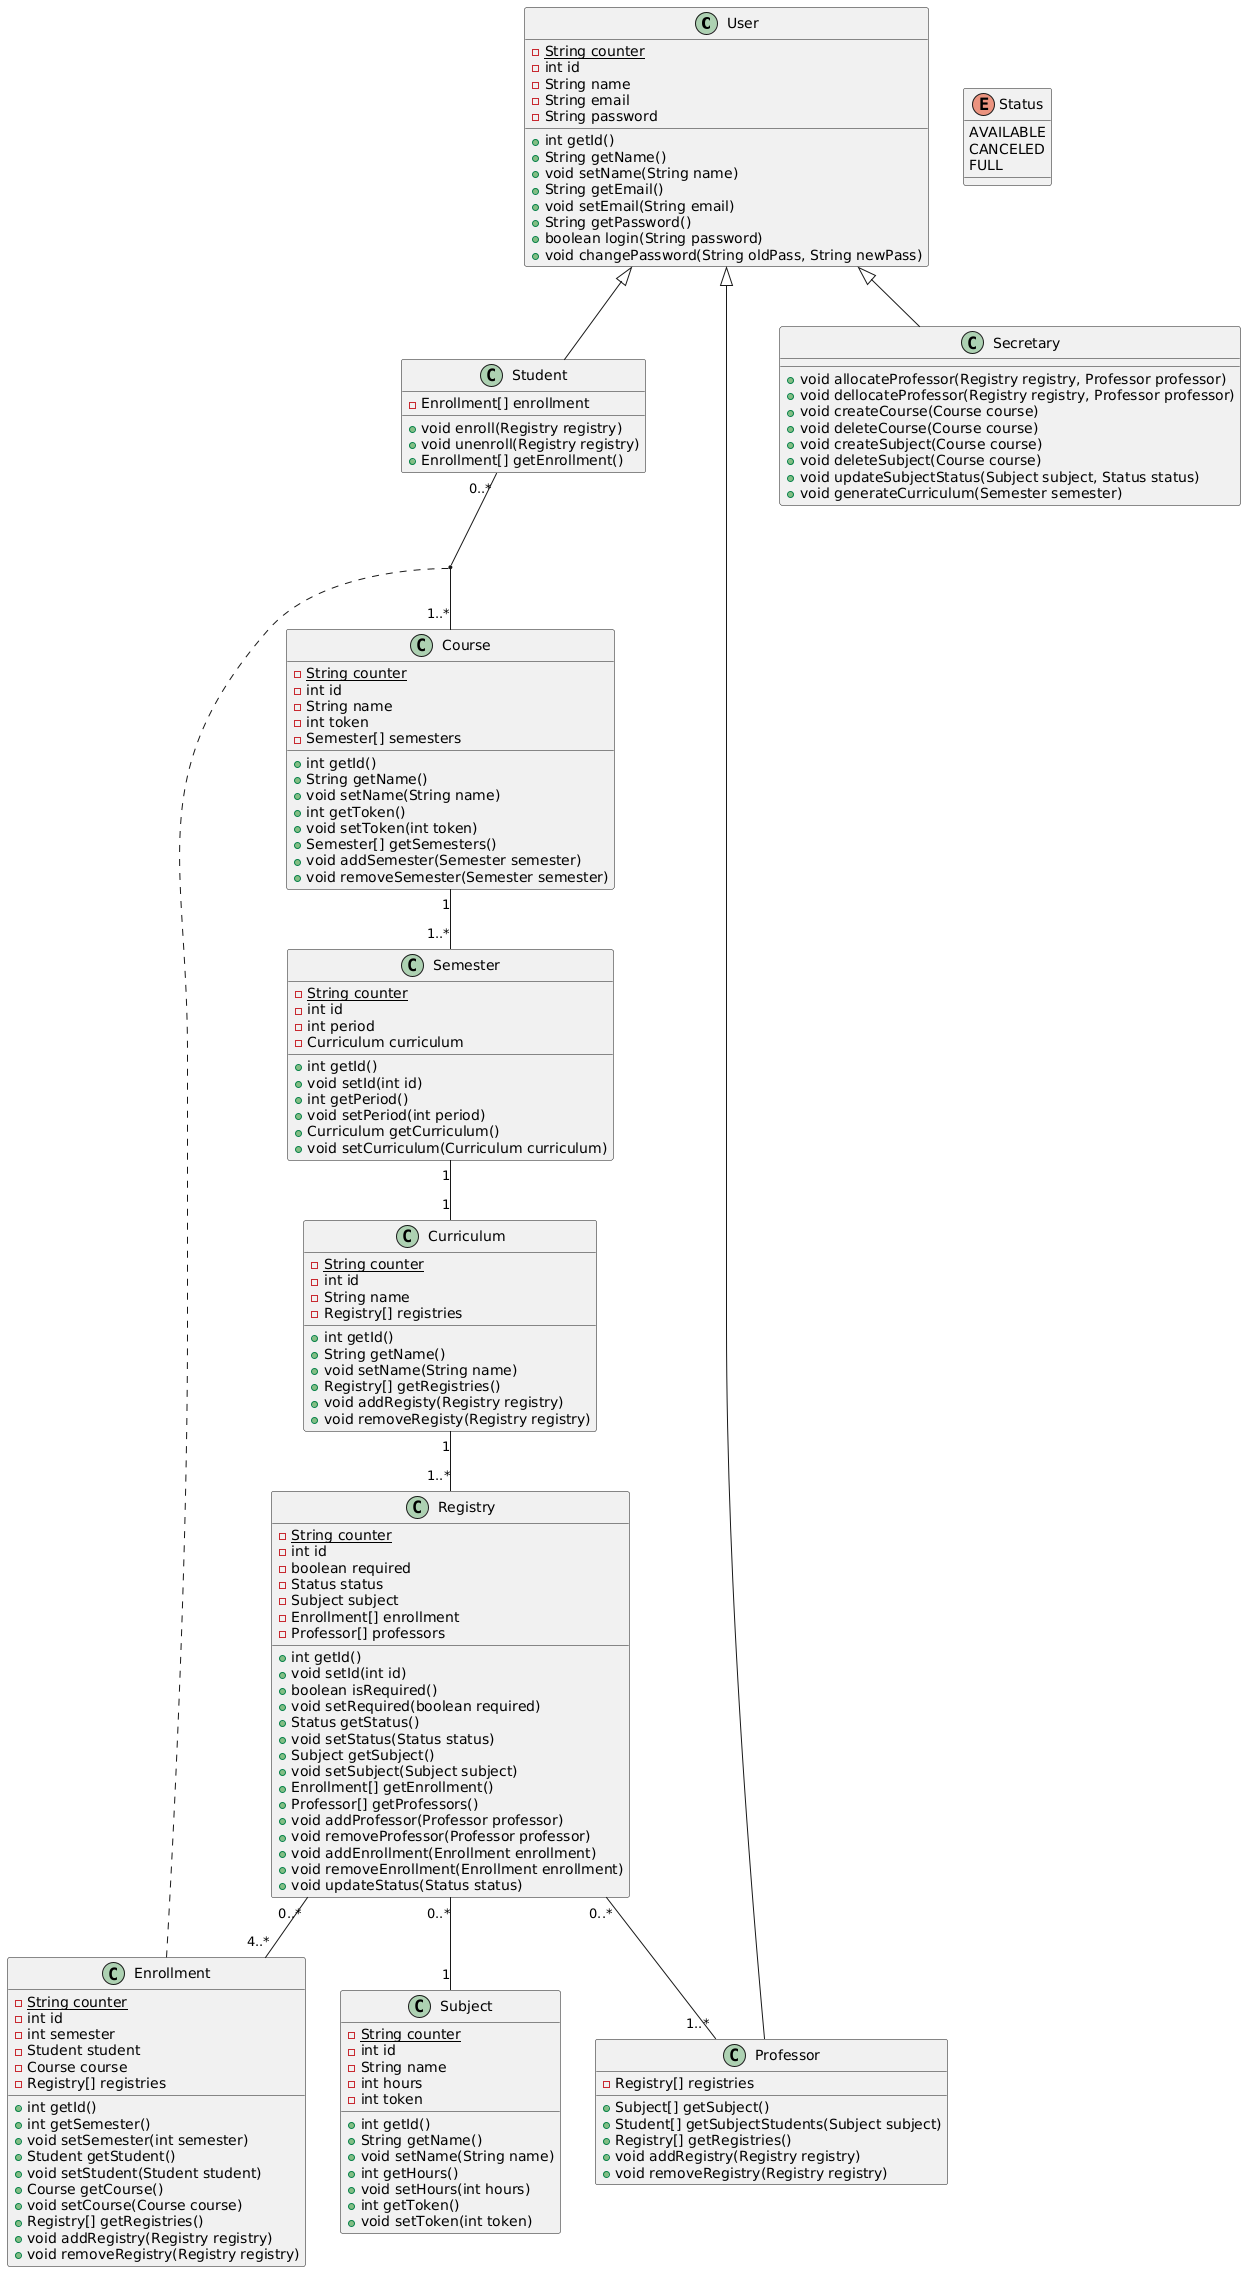 C User
String counter
int id
String name
String email
String password
int getId()
String getName()
void setName(String name)
String getEmail()
void setEmail(String email)
String getPassword()
boolean login(String password)
void changePassword(String oldPass, String newPass)
E Status
AVAILABLE
CANCELED
FULL
C Student
Enrollment[] enrollment
void enroll(Registry registry)
void unenroll(Registry registry)
Enrollment[] getEnrollment()
C Secretary
void allocateProfessor(Registry registry, Professor professor)
void dellocateProfessor(Registry registry, Professor professor)
void createCourse(Course course)
void deleteCourse(Course course)
void createSubject(Course course)
void deleteSubject(Course course)
void updateSubjectStatus(Subject subject, Status status)
void generateCurriculum(Semester semester)
0..*
1..*
C Course
String counter
int id
String name
int token
Semester[] semesters
int getId()
String getName()
void setName(String name)
int getToken()
void setToken(int token)
Semester[] getSemesters()
void addSemester(Semester semester)
void removeSemester(Semester semester)
1
1..*
C Semester
String counter
int id
int period
Curriculum curriculum
int getId()
void setId(int id)
int getPeriod()
void setPeriod(int period)
Curriculum getCurriculum()
void setCurriculum(Curriculum curriculum)
1
1
C Curriculum
String counter
int id
String name
Registry[] registries
int getId()
String getName()
void setName(String name)
Registry[] getRegistries()
void addRegisty(Registry registry)
void removeRegisty(Registry registry)
1
1..*
C Registry
String counter
int id
boolean required
Status status
Subject subject
Enrollment[] enrollment
Professor[] professors
int getId()
void setId(int id)
boolean isRequired()
void setRequired(boolean required)
Status getStatus()
void setStatus(Status status)
Subject getSubject()
void setSubject(Subject subject)
Enrollment[] getEnrollment()
Professor[] getProfessors()
void addProfessor(Professor professor)
void removeProfessor(Professor professor)
void addEnrollment(Enrollment enrollment)
void removeEnrollment(Enrollment enrollment)
void updateStatus(Status status)
0..*
0..*
0..*
4..*
1
1..*
C Enrollment
String counter
int id
int semester
Student student
Course course
Registry[] registries
int getId()
int getSemester()
void setSemester(int semester)
Student getStudent()
void setStudent(Student student)
Course getCourse()
void setCourse(Course course)
Registry[] getRegistries()
void addRegistry(Registry registry)
void removeRegistry(Registry registry)
C Subject
String counter
int id
String name
int hours
int token
int getId()
String getName()
void setName(String name)
int getHours()
void setHours(int hours)
int getToken()
void setToken(int token)
C Professor
Registry[] registries
Subject[] getSubject()
Student[] getSubjectStudents(Subject subject)
Registry[] getRegistries()
void addRegistry(Registry registry)
void removeRegistry(Registry registry)